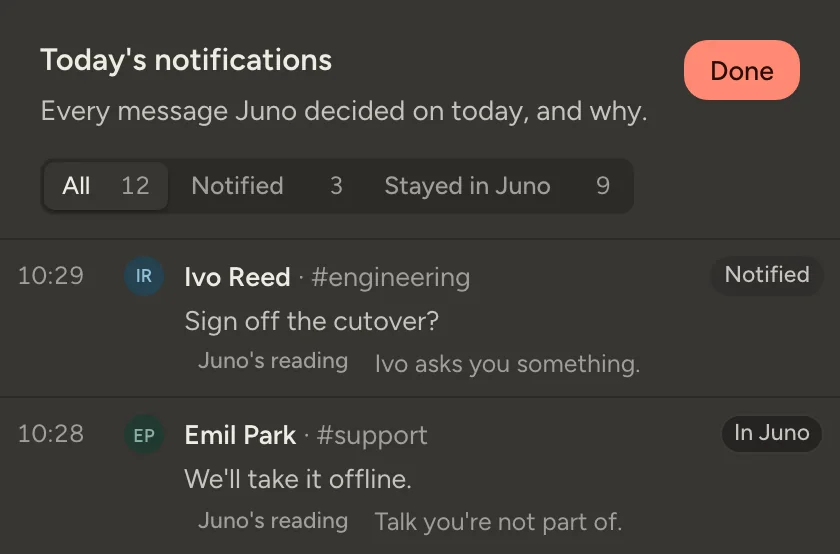 Today's notifications
Done
Every message Juno decided on today, and why.
All 12 Notified 3 Stayed in Juno 9
10:29 IR Ivo Reed · #engineering Notified
Sign off the cutover?
Juno's reading Ivo asks you something.
10:28 EP Emil Park · #support In Juno
We'll take it offline.
Juno's reading Talk you're not part of.